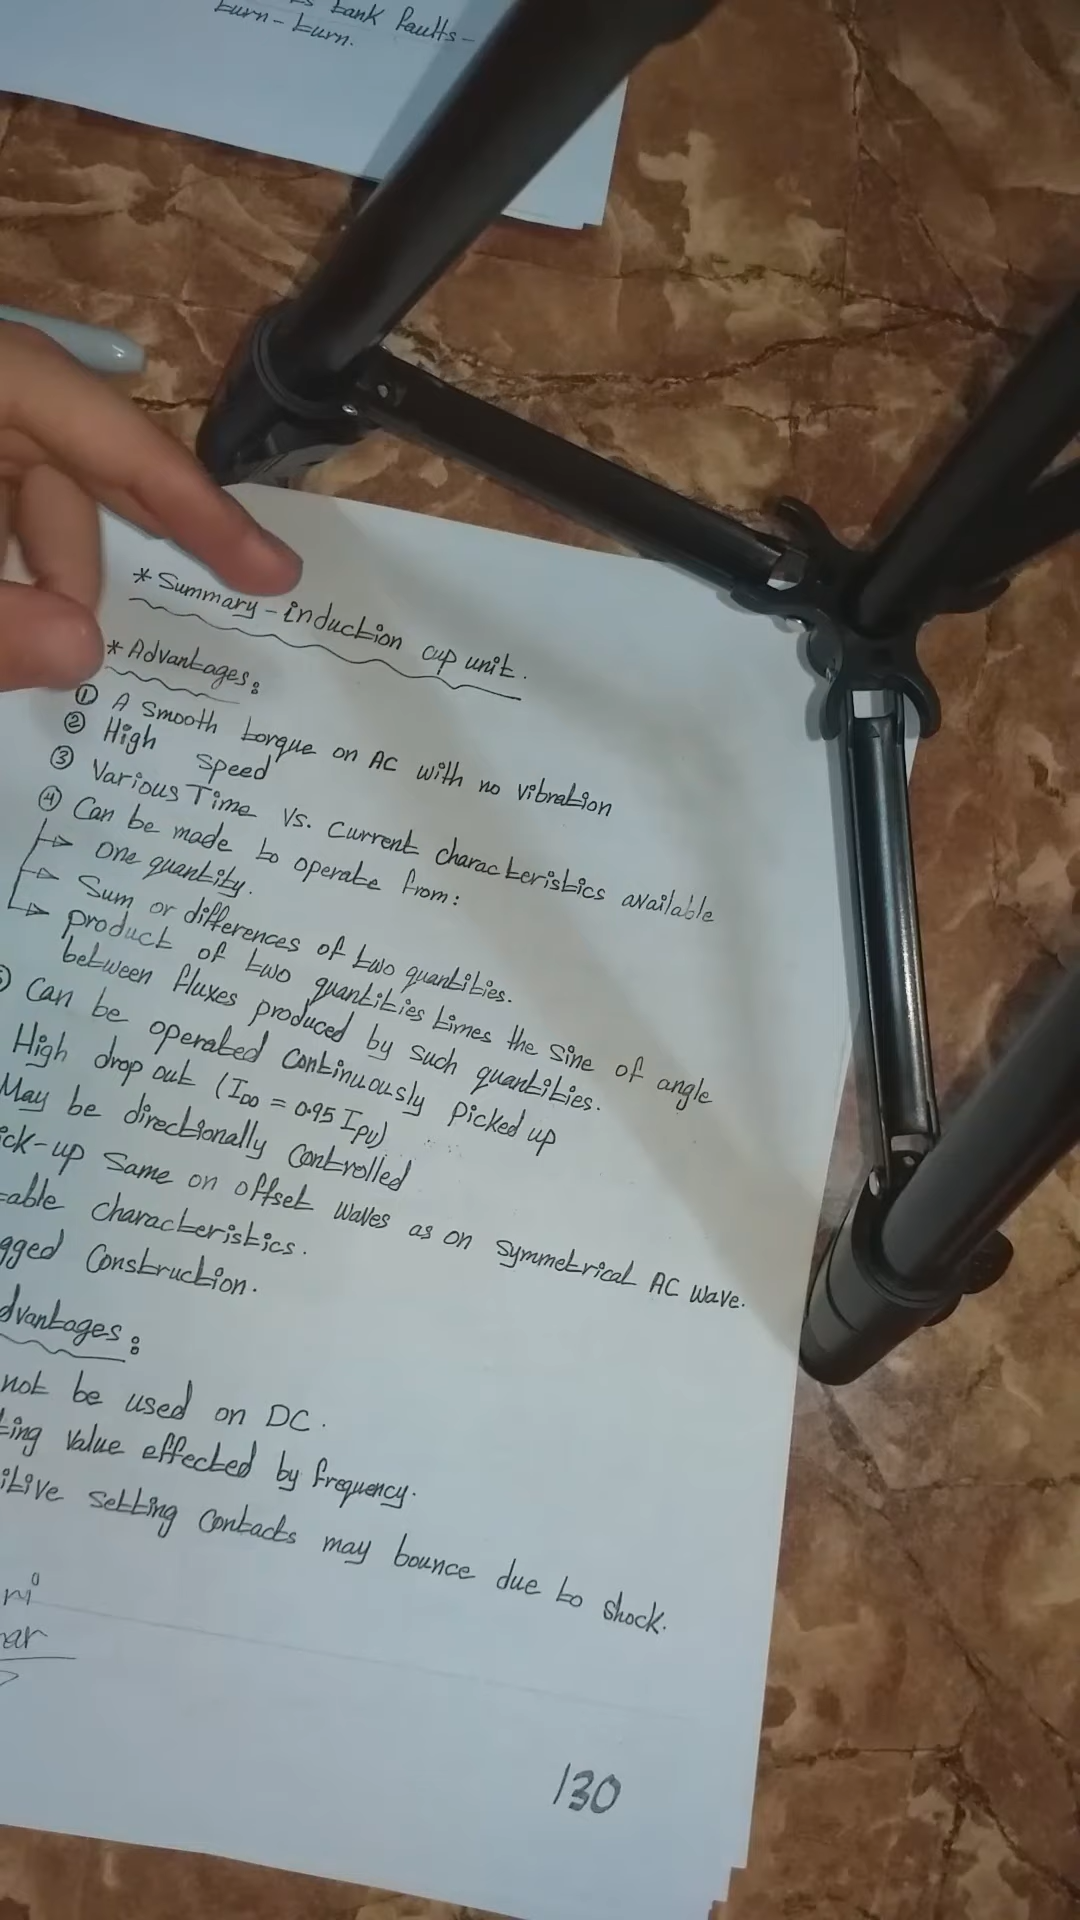 tank faults-
turn-turn.
* Summary - induction cup unit.
* Advantages:
① A smooth torque on AC with no vibration
② High speed
③ Various Time vs. current characteristics available
④ Can be made to operate from:
→ one quantity.
→ Sum or differences of two quantities.
→ product of two quantities times the sine of angle
between fluxes produced by such quantities.
Can be operated continuously picked up
High drop out (IDO = 0.95 IPU)
May be directionally controlled
ick-up same on offset waves as on symmetrical AC wave.
able characteristics.
gged construction.
dvantages:
not be used on DC.
ting value effected by frequency.
itive setting contacts may bounce due to shock.
ri
ar
130